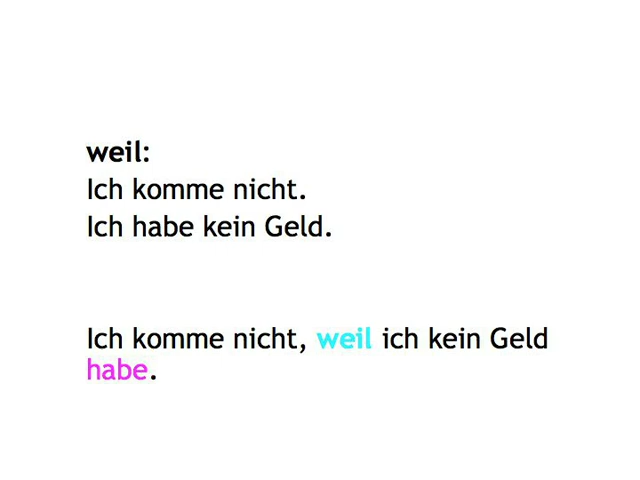 weil:
Ich komme nicht.
Ich habe kein Geld.
Ich komme nicht, weil ich kein Geld
habe.